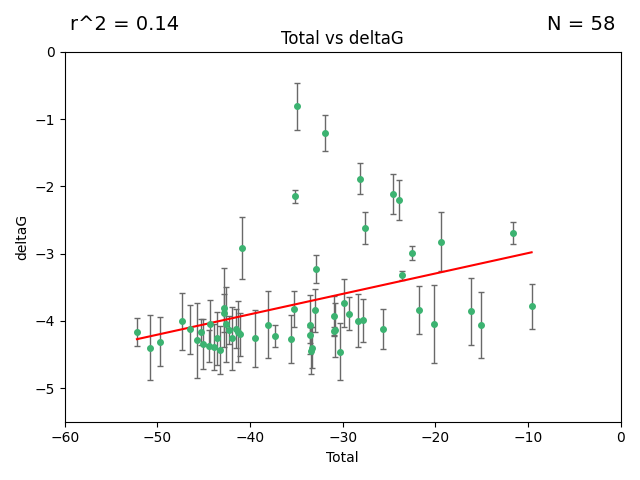 r^2 = 0.14
N = 58
Total vs deltaG
0
−1
−2
−3
−4
−5
deltaG
−60
−50
−40
−30
−20
−10
0
Total